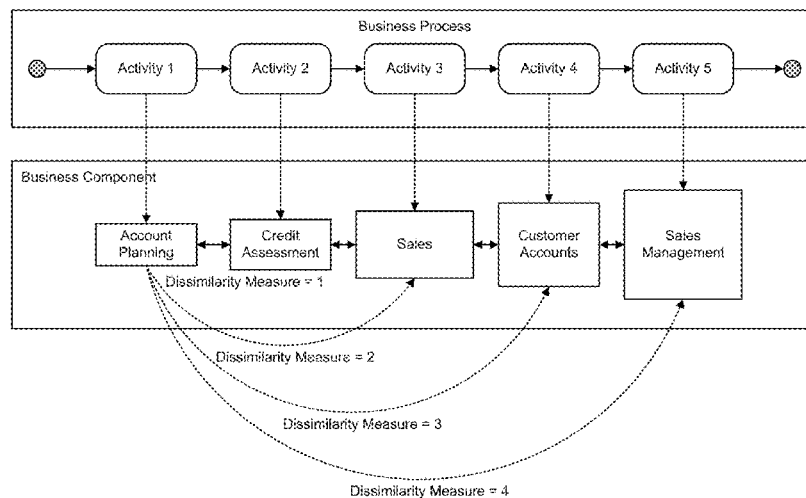 Business Process
Activity 1
Activity 2
Activity 3
Activity 4
Activity 5
Business Component
Account
Planning
Credit
Assessment
Sales
Customer
Accounts
Sales
Management
Dissimilarity Measure = 1
Dissimilarity Measure = 2
Dissimilarity Measure = 3
Dissimilarity Measure = 4